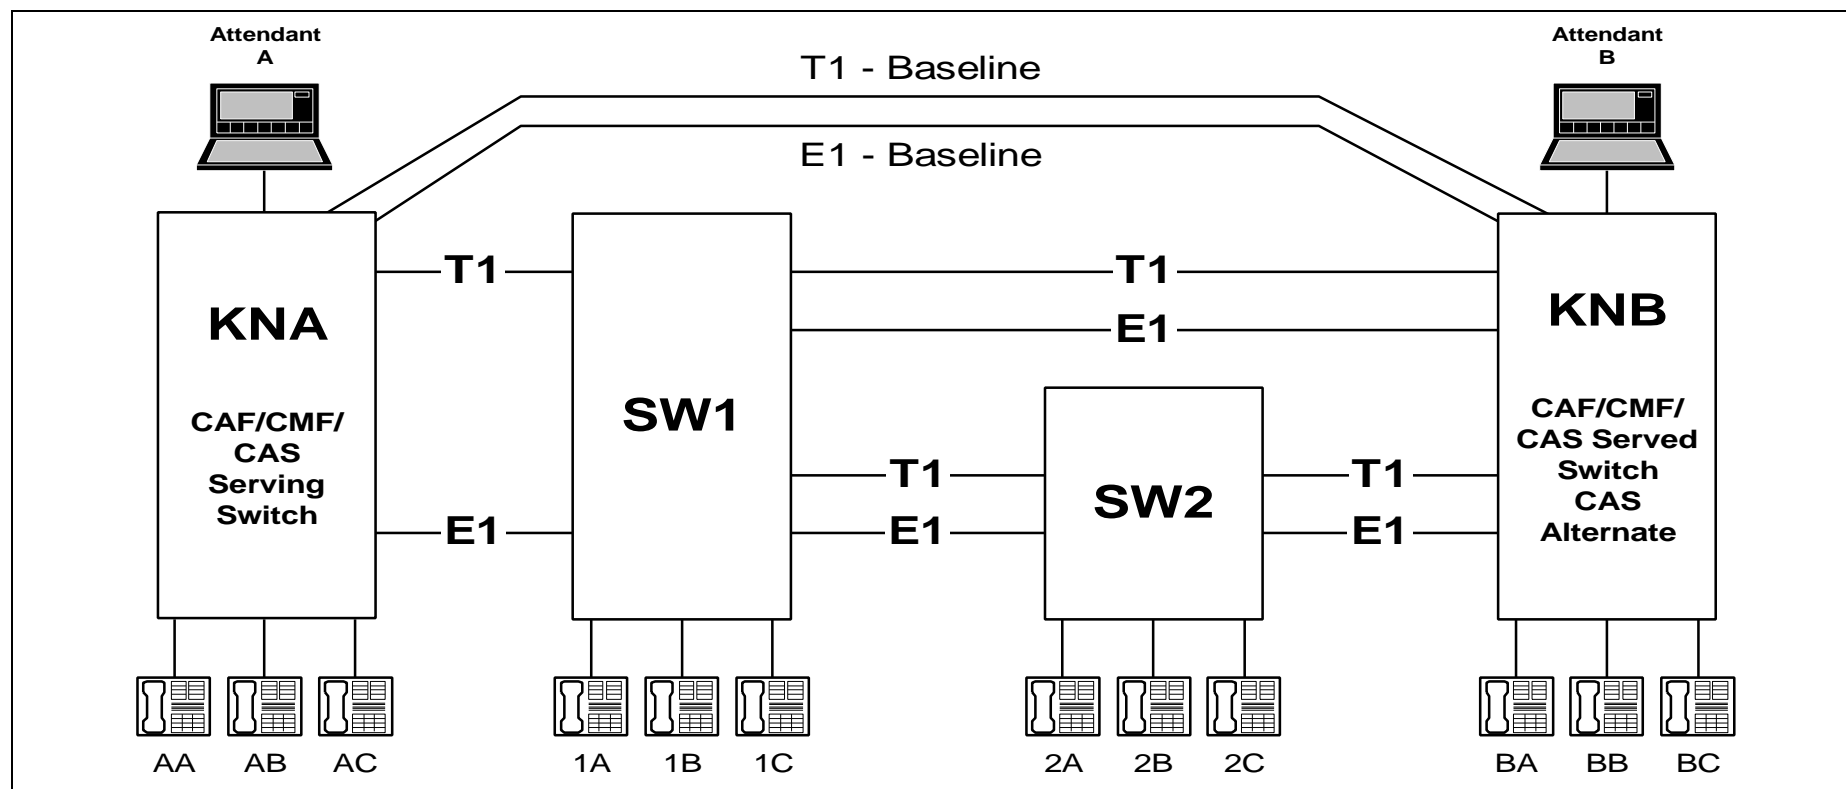 Attendant
A
Attendant
B
T1 - Baseline
E1 - Baseline
T1
T1
E1
KNA
KNB
SW1
CAF/CMF/
CAS
Serving
Switch
CAF/CMF/
CAS Served
Switch
CAS
Alternate
T1
T1
SW2
E1
E1
E1
AA
AB
AC
1A
1B
1C
2A
2B
2C
BA
BB
BC